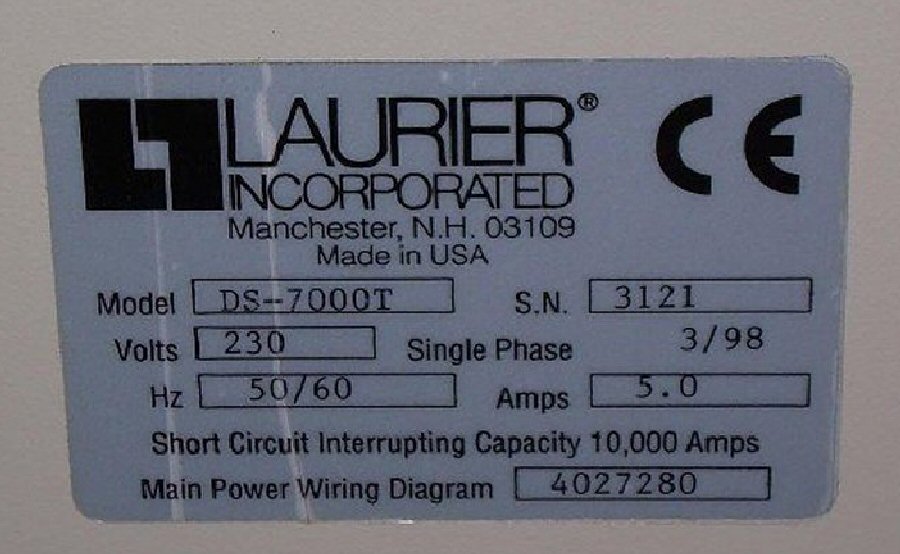 LAURIER®
INCORPORATED
Manchester, N.H. 03109
Made in USA
CE
Model DS-7000T S.N. 3121
Volts 230 Single Phase 3/98
Hz 50/60 Amps 5.0
Short Circuit Interrupting Capacity 10,000 Amps
Main Power Wiring Diagram 4027280